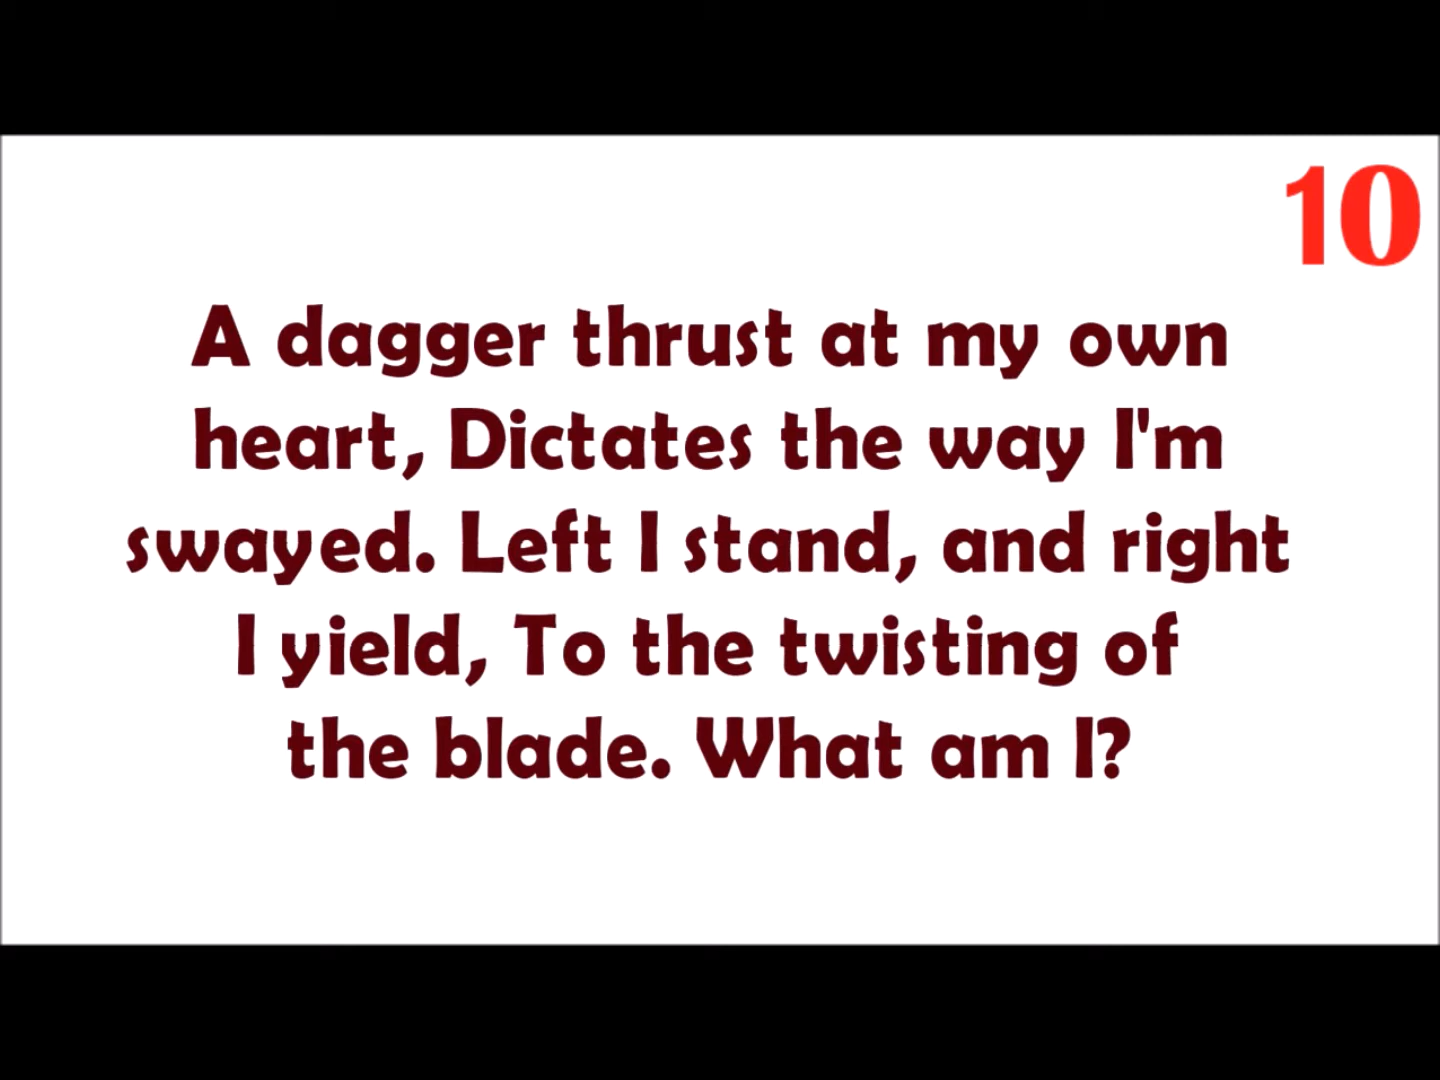 10
A dagger thrust at my own
heart, Dictates the way I'm
swayed. Left I stand, and right
I yield, To the twisting of
the blade. What am I?